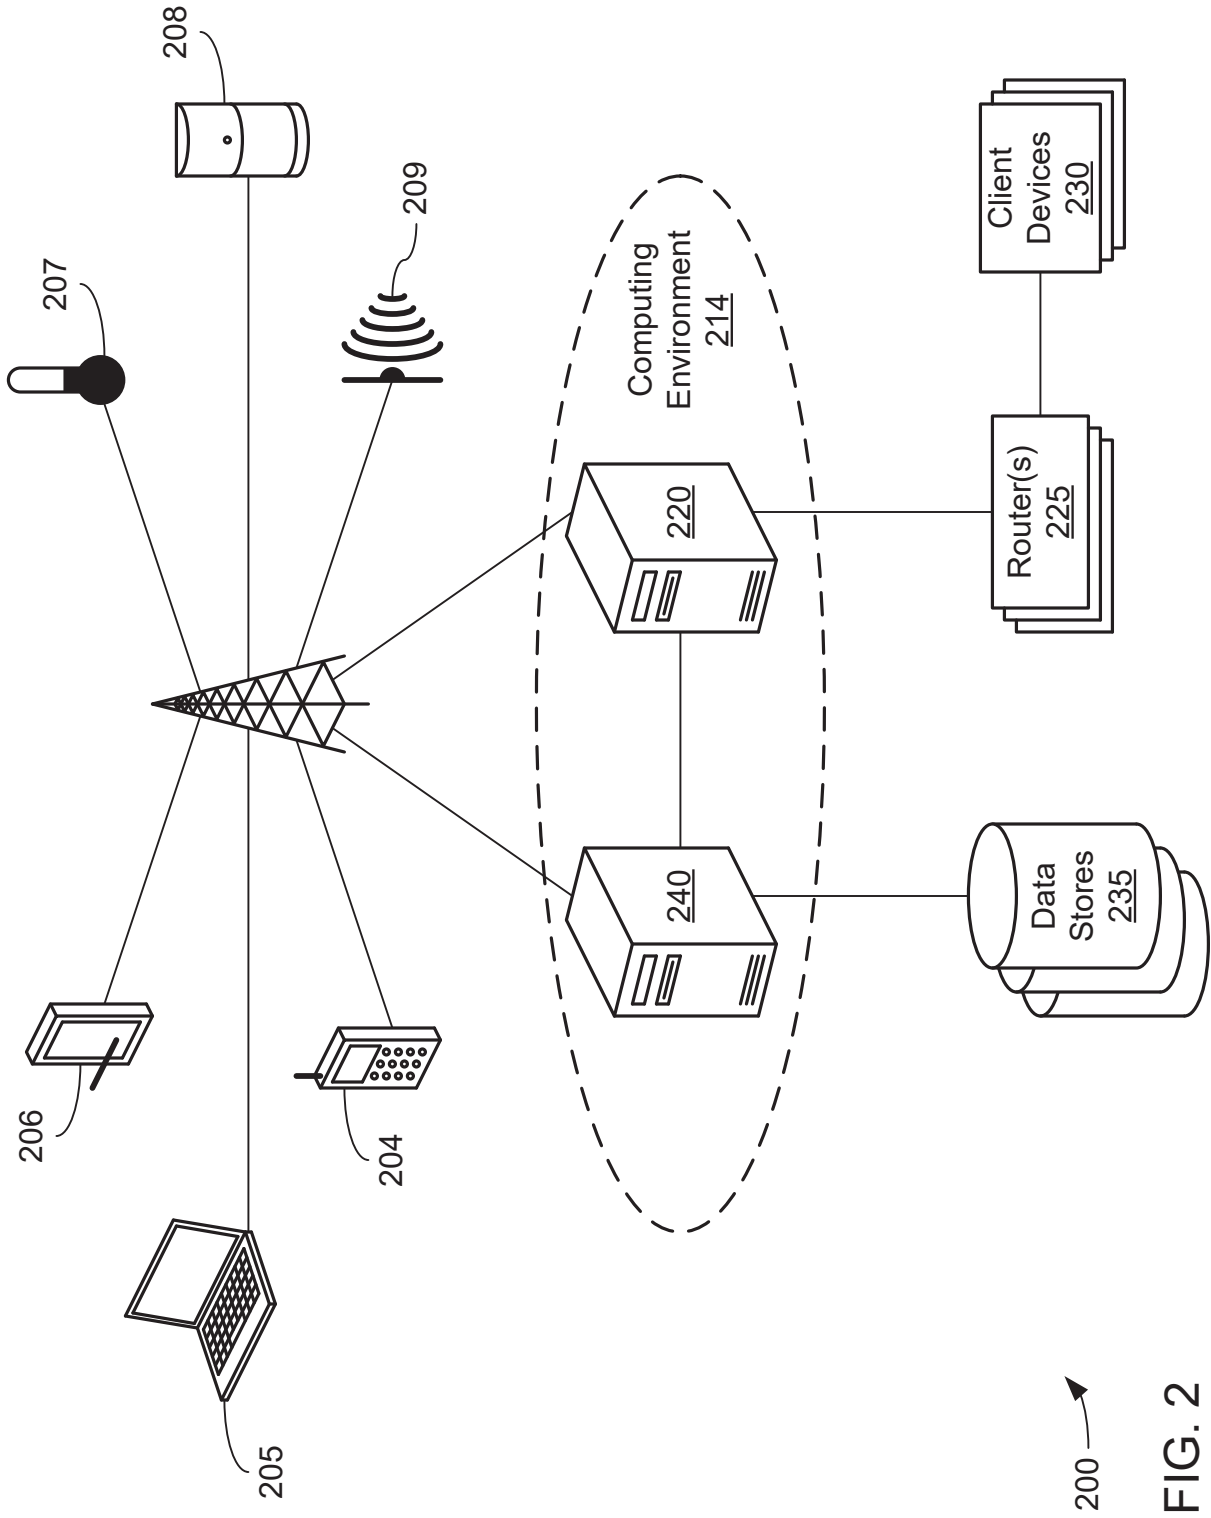 207
208
206
209
205
204
Computing
Environment
214
240
220
Data
Stores
235
Router(s)
225
Client
Devices
230
200
FIG. 2